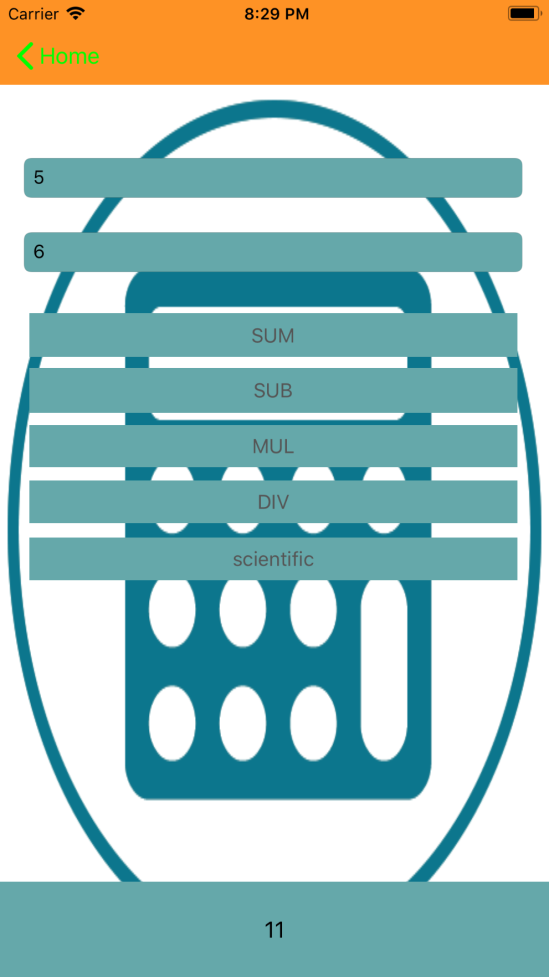 Carrier 8:29 PM
Home
5
6
SUM
SUB
MUL
DIV
scientific
11